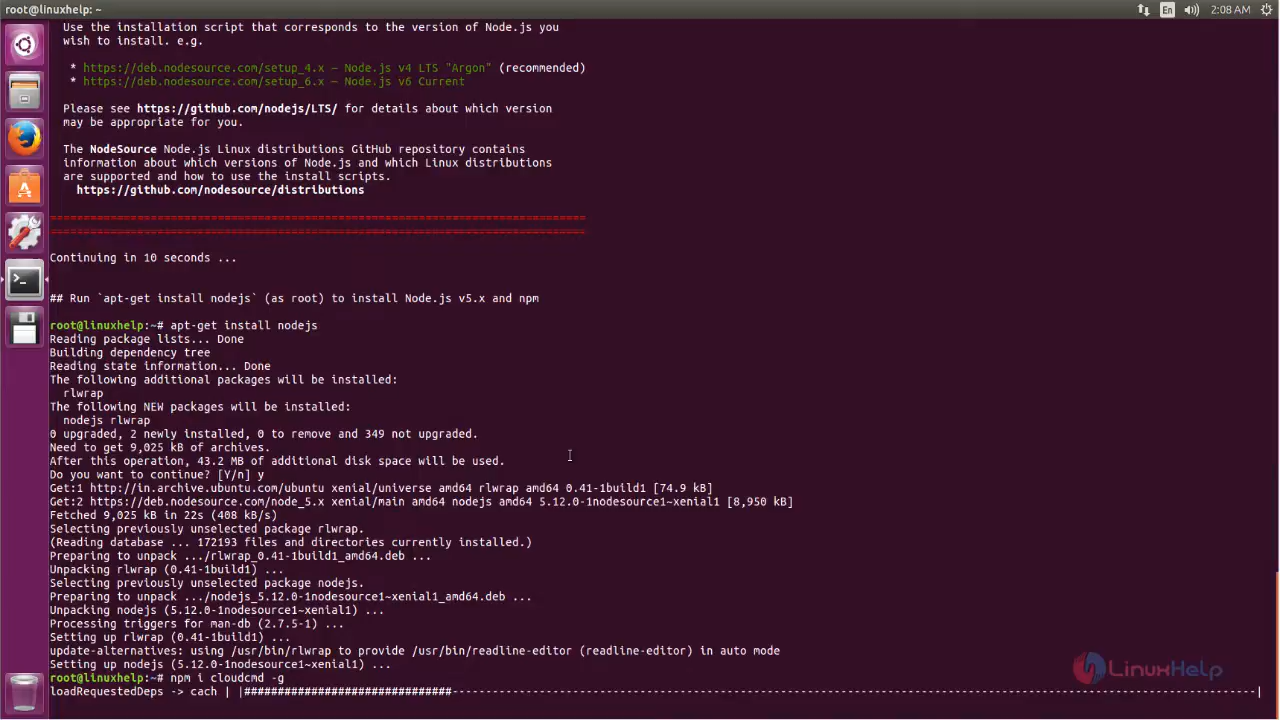 root@linuxhelp: ~
En
2:08 AM
Use the installation script that corresponds to the version of Node.js you
wish to install. e.g.
* https://deb.nodesource.com/setup_4.x — Node.js v4 LTS "Argon" (recommended)
* https://deb.nodesource.com/setup_6.x — Node.js v6 Current
Please see https://github.com/nodejs/LTS/ for details about which version
may be appropriate for you.
The NodeSource Node.js Linux distributions GitHub repository contains
information about which versions of Node.js and which Linux distributions
are supported and how to use the install scripts.
https://github.com/nodesource/distributions
================================================================================
================================================================================
Continuing in 10 seconds ...
## Run `apt-get install nodejs` (as root) to install Node.js v5.x and npm
root@linuxhelp:~# apt-get install nodejs
Reading package lists... Done
Building dependency tree
Reading state information... Done
The following additional packages will be installed:
rlwrap
The following NEW packages will be installed:
nodejs rlwrap
0 upgraded, 2 newly installed, 0 to remove and 349 not upgraded.
Need to get 9,025 kB of archives.
After this operation, 43.2 MB of additional disk space will be used.
Do you want to continue? [Y/n] y
Get:1 http://in.archive.ubuntu.com/ubuntu xenial/universe amd64 rlwrap amd64 0.41-1build1 [74.9 kB]
Get:2 https://deb.nodesource.com/node_5.x xenial/main amd64 nodejs amd64 5.12.0-1nodesource1~xenial1 [8,950 kB]
Fetched 9,025 kB in 22s (408 kB/s)
Selecting previously unselected package rlwrap.
(Reading database ... 172193 files and directories currently installed.)
Preparing to unpack .../rlwrap_0.41-1build1_amd64.deb ...
Unpacking rlwrap (0.41-1build1) ...
Selecting previously unselected package nodejs.
Preparing to unpack .../nodejs_5.12.0-1nodesource1~xenial1_amd64.deb ...
Unpacking nodejs (5.12.0-1nodesource1~xenial1) ...
Processing triggers for man-db (2.7.5-1) ...
Setting up rlwrap (0.41-1build1) ...
update-alternatives: using /usr/bin/rlwrap to provide /usr/bin/readline-editor (readline-editor) in auto mode
Setting up nodejs (5.12.0-1nodesource1~xenial1) ...
root@linuxhelp:~# npm i cloudcmd -g
loadRequestedDeps -> cach | |###############################------------------------------------------------------------------------------------------------------------------------|
LinuxHelp